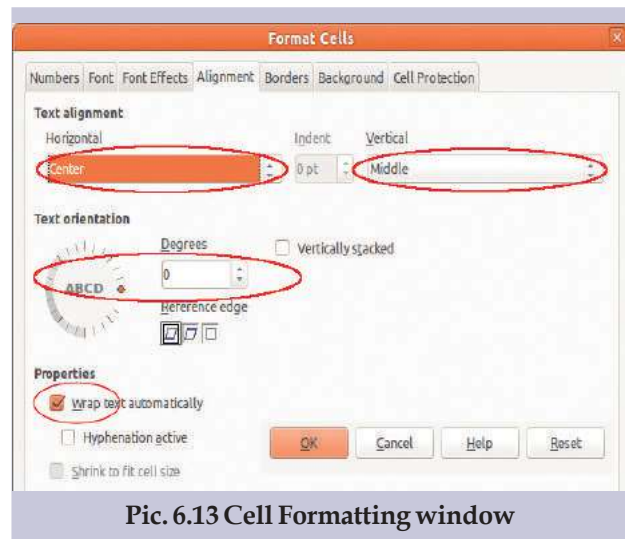 Format Cells
Numbers Font Font Effects Alignment Borders Background Cell Protection
Text alignment
Horizontal Indent Vertical
Center 0 pt Middle
Text orientation
Degrees Vertically stacked
0
ABCD
Reference edge
Properties
Wrap text automatically
Hyphenation active
OK Cancel Help Reset
Shrink to fit cell size
Pic. 6.13 Cell Formatting window